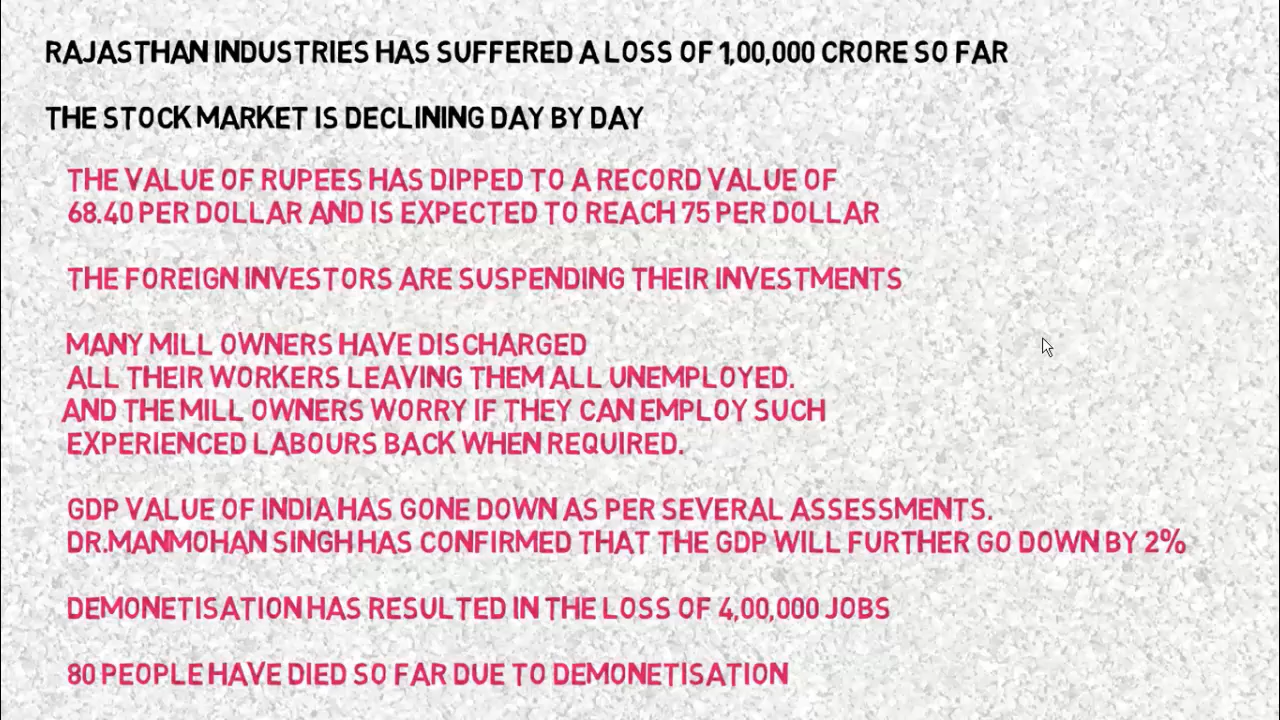 RAJASTHAN INDUSTRIES HAS SUFFERED A LOSS OF 1,00,000 CRORE SO FAR
THE STOCK MARKET IS DECLINING DAY BY DAY
THE VALUE OF RUPEES HAS DIPPED TO A RECORD VALUE OF
68.40 PER DOLLAR AND IS EXPECTED TO REACH 75 PER DOLLAR
THE FOREIGN INVESTORS ARE SUSPENDING THEIR INVESTMENTS
MANY MILL OWNERS HAVE DISCHARGED
ALL THEIR WORKERS LEAVING THEM ALL UNEMPLOYED.
AND THE MILL OWNERS WORRY IF THEY CAN EMPLOY SUCH
EXPERIENCED LABOURS BACK WHEN REQUIRED.
GDP VALUE OF INDIA HAS GONE DOWN AS PER SEVERAL ASSESSMENTS.
DR.MANMOHAN SINGH HAS CONFIRMED THAT THE GDP WILL FURTHER GO DOWN BY 2%
DEMONETISATION HAS RESULTED IN THE LOSS OF 4,00,000 JOBS
80 PEOPLE HAVE DIED SO FAR DUE TO DEMONETISATION